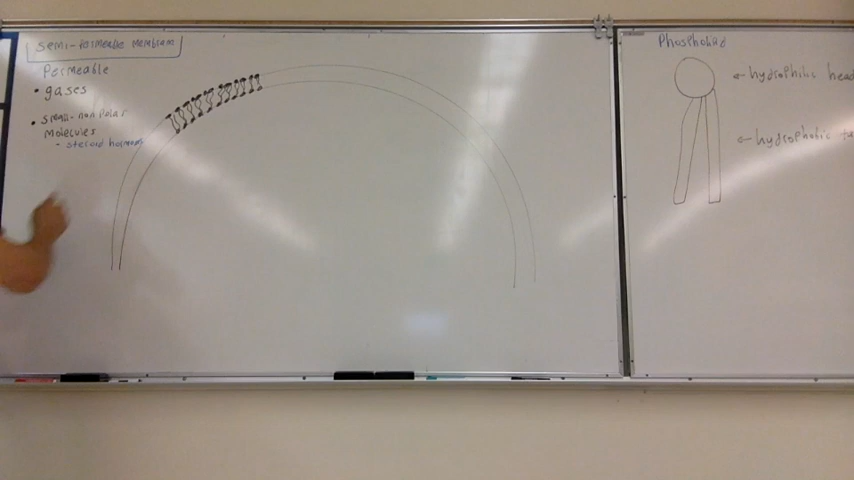 semi-permeable membrane
Permeable
• gases
• small-non polar
molecules
- steroid hormones
Phospholipid
hydrophilic head
hydrophobic